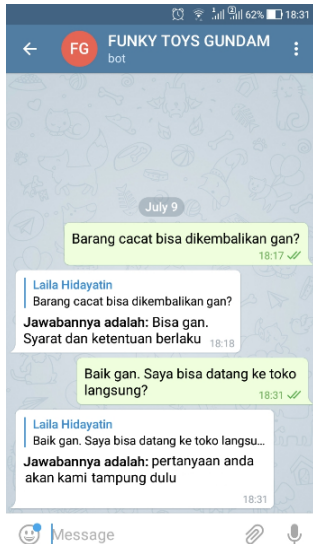 62% 18:31
FG
FUNKY TOYS GUNDAM
bot
July 9
Barang cacat bisa dikembalikan gan?
18:17
Laila Hidayatin
Barang cacat bisa dikembalikan gan?
Jawabannya adalah: Bisa gan.
Syarat dan ketentuan berlaku 18:18
Baik gan. Saya bisa datang ke toko
langsung?
18:31
Laila Hidayatin
Baik gan. Saya bisa datang ke toko langsu...
Jawabannya adalah: pertanyaan anda
akan kami tampung dulu
18:31
Message